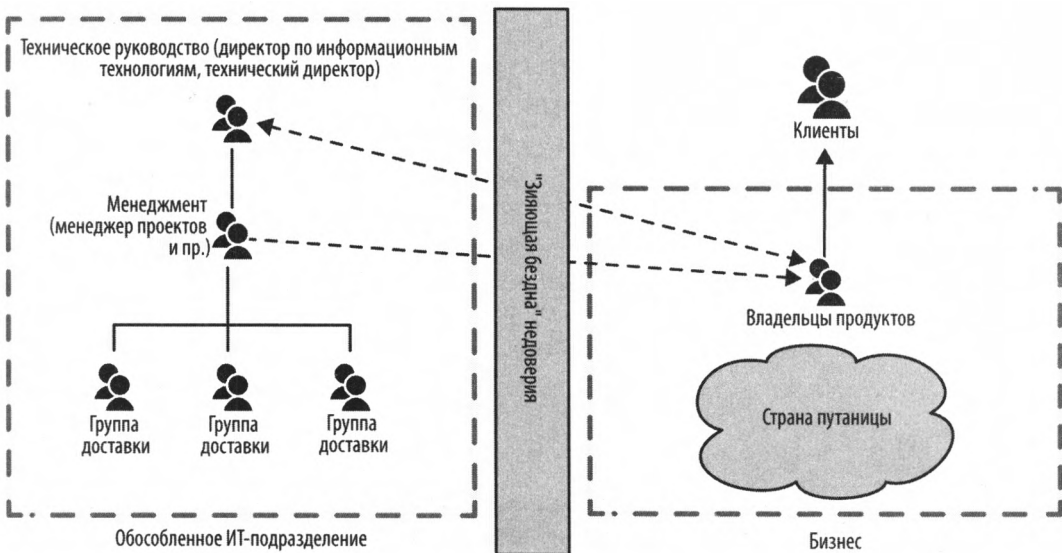 Техническое руководство (директор по информационным
технологиям, технический директор)
Менеджмент
(менеджер проектов
и пр.)
Группа
доставки
Группа
доставки
Группа
доставки
Обособленное ИТ-подразделение
"Зияющая бездна" недоверия
Клиенты
Владельцы продуктов
Страна путаницы
Бизнес